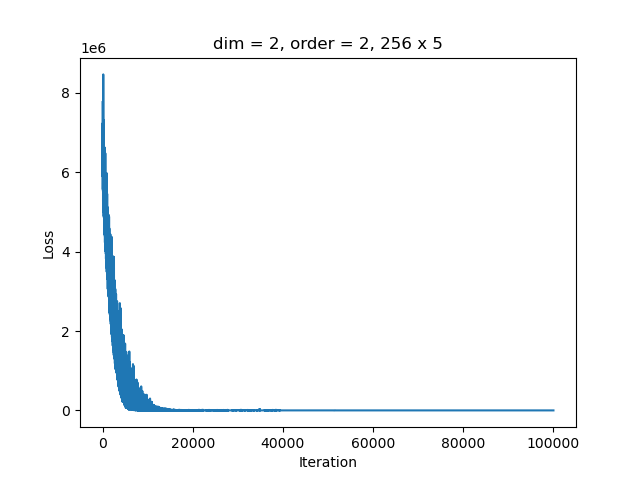 dim = 2, order = 2, 256 x 5
1e6
8
6
4
2
0
Loss
0 20000 40000 60000 80000 100000
Iteration